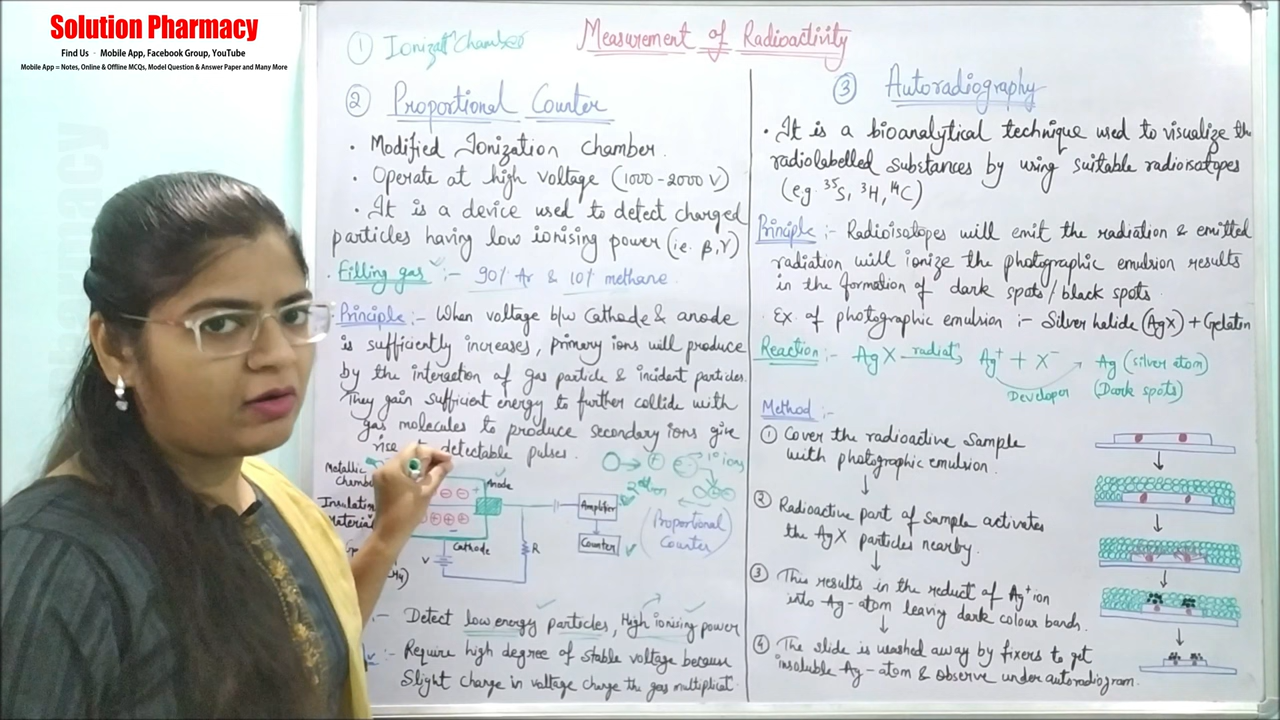 Solution Pharmacy
Find Us - Mobile App, Facebook Group, YouTube
Mobile App = Notes, Online & Offline MCQs, Model Question & Answer Paper and Many More
Measurement of Radioactivity
① Ionizatⁿ Chamber
② Proportional Counter
• Modified Ionization chamber.
• Operate at high voltage (1000-2000 V)
• It is a device used to detect charged
particles having low ionising power (i.e. β, γ)
• Filling gas :- 90% Ar & 10% methane
• Principle :- When voltage b/w Cathode & anode
is sufficiently increases, primary ions will produce
by the interaction of gas particle & incident particles.
They gain sufficient energy to further collide with
gas molecules to produce secondary ions give
rise detectable pulses.
Metallic
Chamber
Insulating
Material
Anode
Cathode
V
R
Amplifier
Counter
1° ions
(Proportional
Counter)
:- Detect low energy particles, High ionising power
:- Require high degree of stable voltage because
Slight change in voltage change the gas multiplicatⁿ.
③ Autoradiography
• It is a bioanalytical technique used to visualize the
radiolabelled substances by using suitable radioisotopes
(e.g ³⁵S, ³H, ¹⁴C)
Principle :- Radioisotopes will emit the radiation & emitted
radiation will ionize the photographic emulsion results
in the formation of dark spots/black spots.
• Ex. of photographic emulsion :- Silver helide (AgX) + Gelatin
Reaction :- AgX radiatⁿ Ag⁺ + X⁻ Ag (silver atom)
Developer (Dark spots)
Method :-
① Cover the radioactive Sample
with photographic emulsion.
② Radioactive part of Sample activates
the AgX particles nearby.
③ This results in the reductⁿ of Ag⁺ ion
into Ag-atom leaving dark colour bands.
④ The slide is washed away by fixers to get
insoluble Ag-atom & observe under autoradiogram.